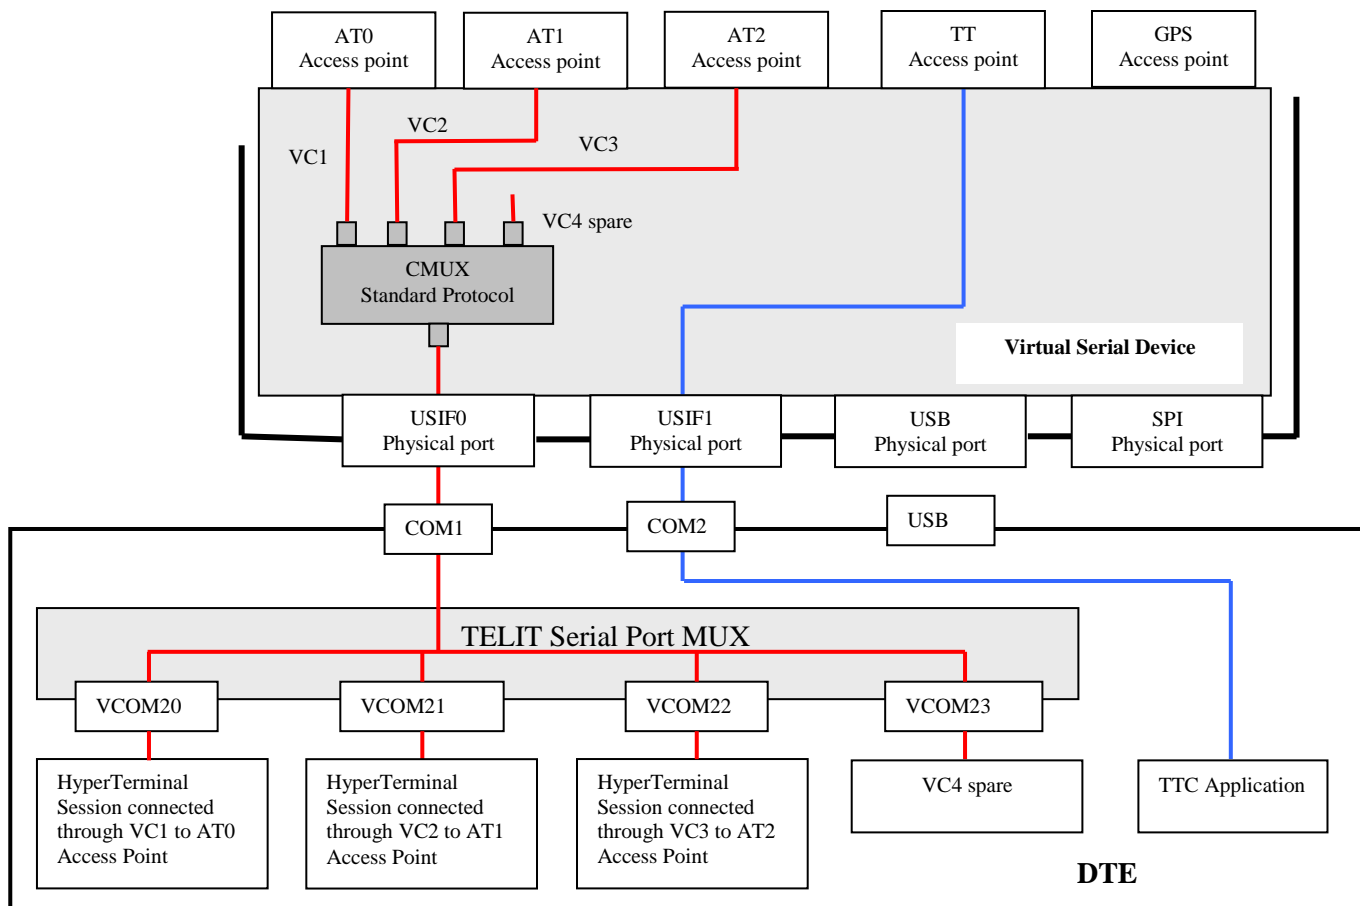 AT0
Access point
AT1
Access point
AT2
Access point
TT
Access point
GPS
Access point
VC1
VC2
VC3
VC4 spare
CMUX
Standard Protocol
Virtual Serial Device
USIF0
Physical port
USIF1
Physical port
USB
Physical port
SPI
Physical port
COM1
COM2
USB
TELIT Serial Port MUX
VCOM20
VCOM21
VCOM22
VCOM23
HyperTerminal
Session connected
through VC1 to AT0
Access Point
HyperTerminal
Session connected
through VC2 to AT1
Access Point
HyperTerminal
Session connected
through VC3 to AT2
Access Point
VC4 spare
TTC Application
DTE